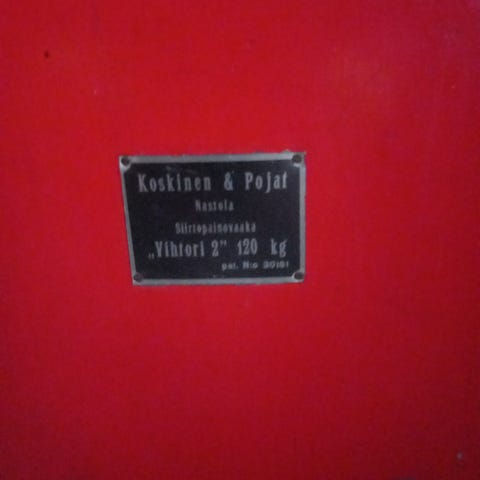 Koskinen & Pojat
Nastola
Siirtopainovaaka
„Vihtori 2" 120 kg
pat. N:o 20161